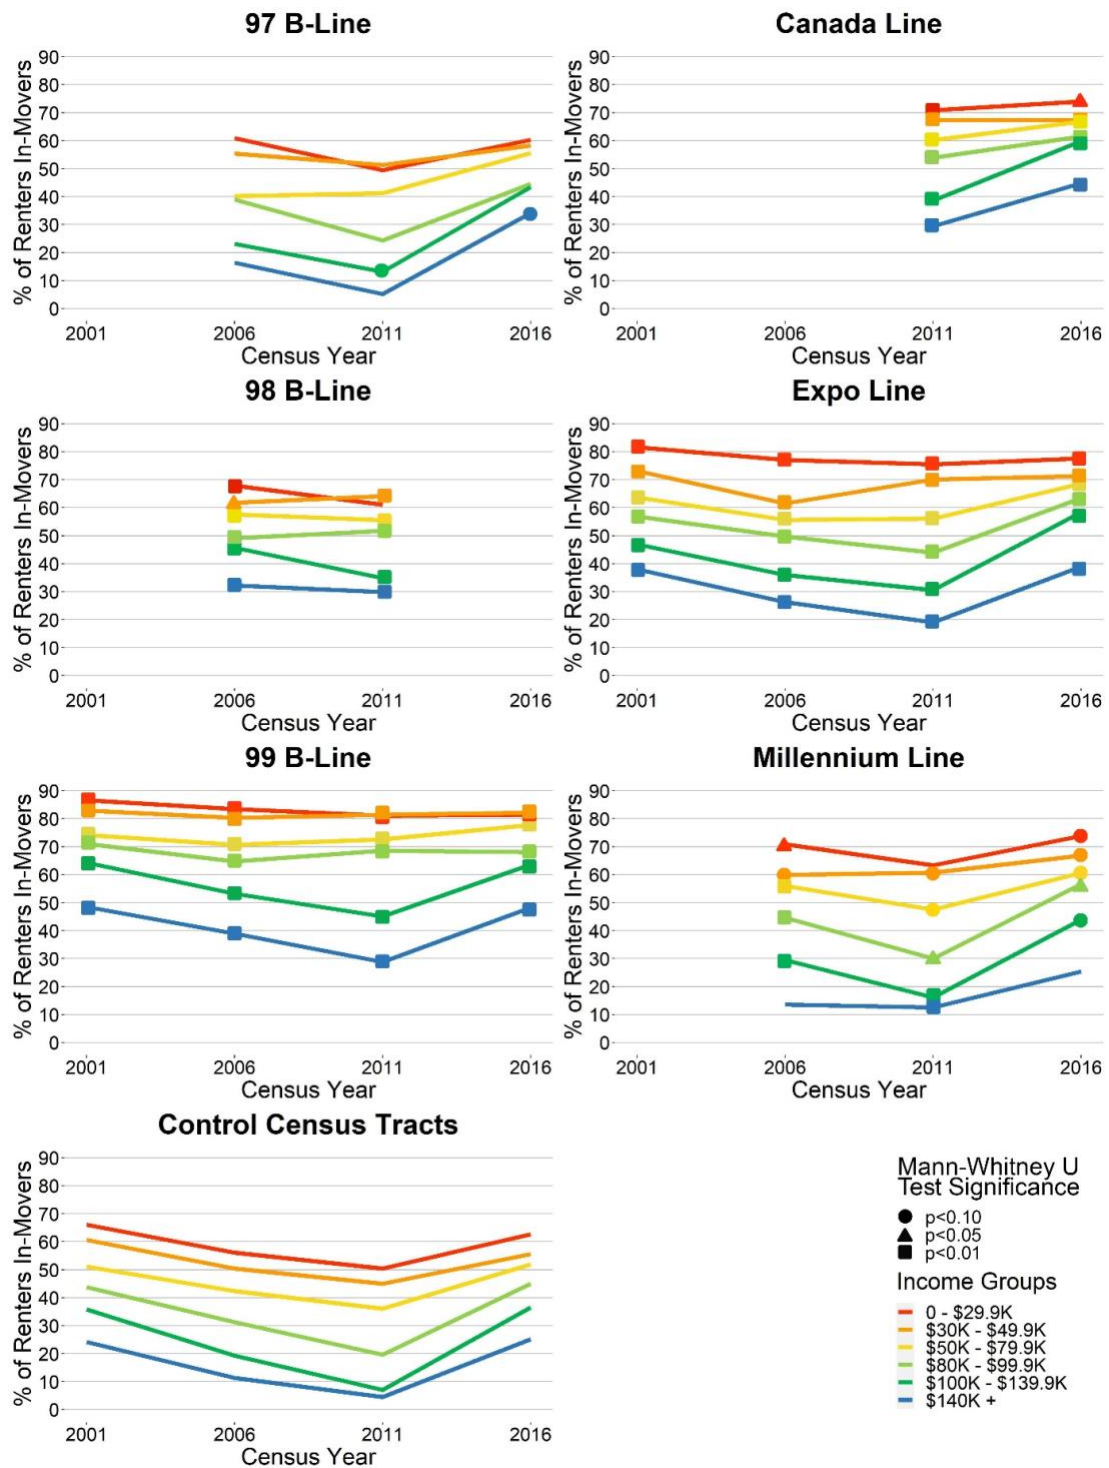 97 B-Line
% of Renters In-Movers
90
80
70
60
50
40
30
20
10
0
2001 2006 2011 2016
Census Year
Canada Line
% of Renters In-Movers
90
80
70
60
50
40
30
20
10
0
2001 2006 2011 2016
Census Year
98 B-Line
% of Renters In-Movers
90
80
70
60
50
40
30
20
10
0
2001 2006 2011 2016
Census Year
Expo Line
% of Renters In-Movers
90
80
70
60
50
40
30
20
10
0
2001 2006 2011 2016
Census Year
99 B-Line
% of Renters In-Movers
90
80
70
60
50
40
30
20
10
0
2001 2006 2011 2016
Census Year
Millennium Line
% of Renters In-Movers
90
80
70
60
50
40
30
20
10
0
2001 2006 2011 2016
Census Year
Control Census Tracts
% of Renters In-Movers
90
80
70
60
50
40
30
20
10
0
2001 2006 2011 2016
Census Year
Mann-Whitney U
Test Significance
p<0.10
p<0.05
p<0.01
Income Groups
0 - $29.9K
$30K - $49.9K
$50K - $79.9K
$80K - $99.9K
$100K - $139.9K
$140K +